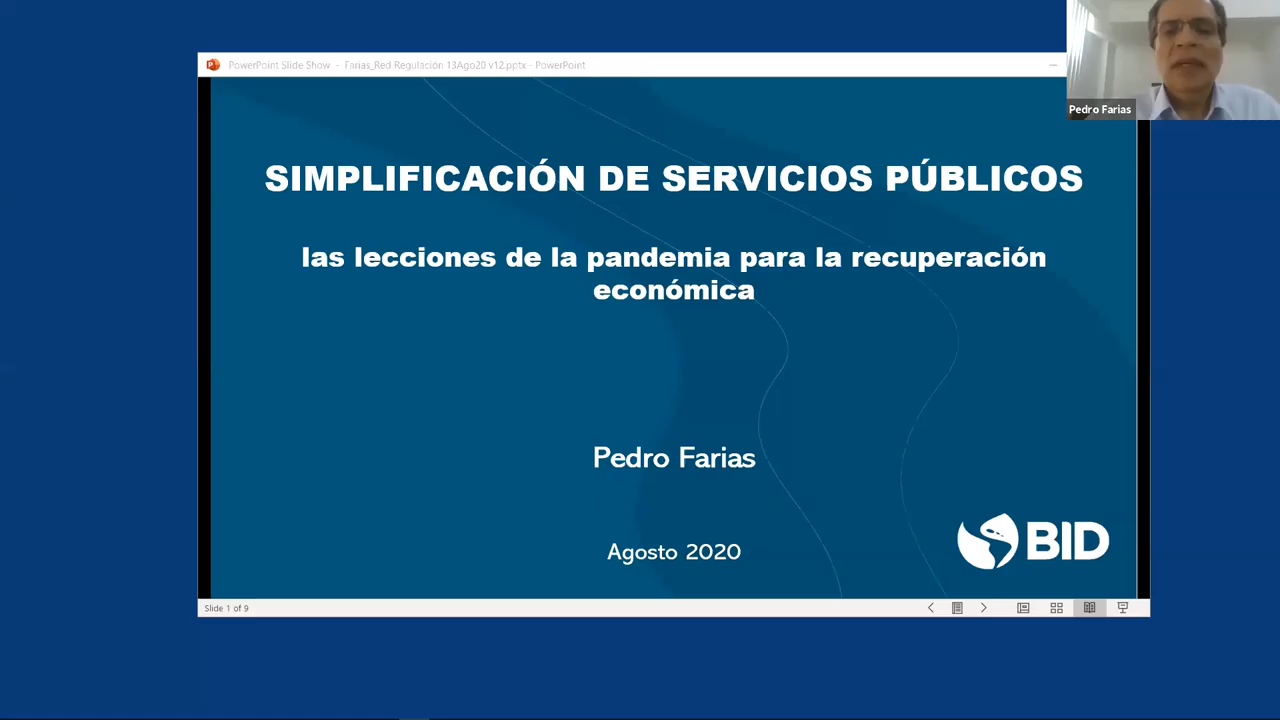 PowerPoint Slide Show - Farias_Red Regulación 13Ago20 v12.pptx - PowerPoint
Pedro Farias
SIMPLIFICACIÓN DE SERVICIOS PÚBLICOS
las lecciones de la pandemia para la recuperación
económica
Pedro Farias
Agosto 2020
BID
Slide 1 of 9